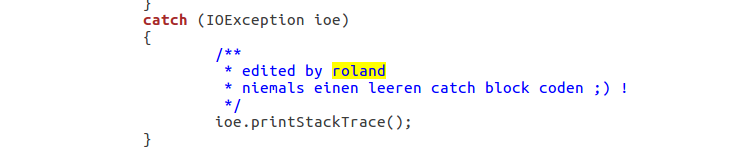 }
catch (IOException ioe)
{
/**
* edited by roland
* niemals einen leeren catch block coden ;) !
*/
ioe.printStackTrace();
}